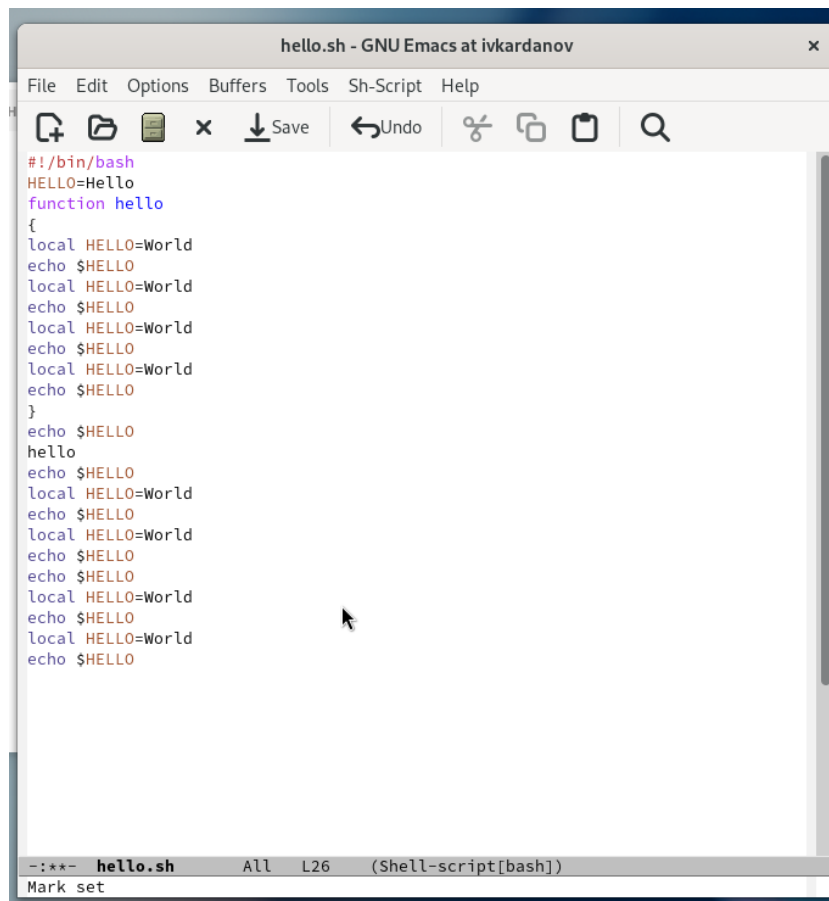 hello.sh - GNU Emacs at ivkardanov ×
File Edit Options Buffers Tools Sh-Script Help
Save Undo
#!/bin/bash
HELLO=Hello
function hello
{
local HELLO=World
echo $HELLO
local HELLO=World
echo $HELLO
local HELLO=World
echo $HELLO
local HELLO=World
echo $HELLO
}
echo $HELLO
hello
echo $HELLO
local HELLO=World
echo $HELLO
local HELLO=World
echo $HELLO
echo $HELLO
local HELLO=World
echo $HELLO
local HELLO=World
echo $HELLO
-:**- hello.sh All L26 (Shell-script[bash])
Mark set